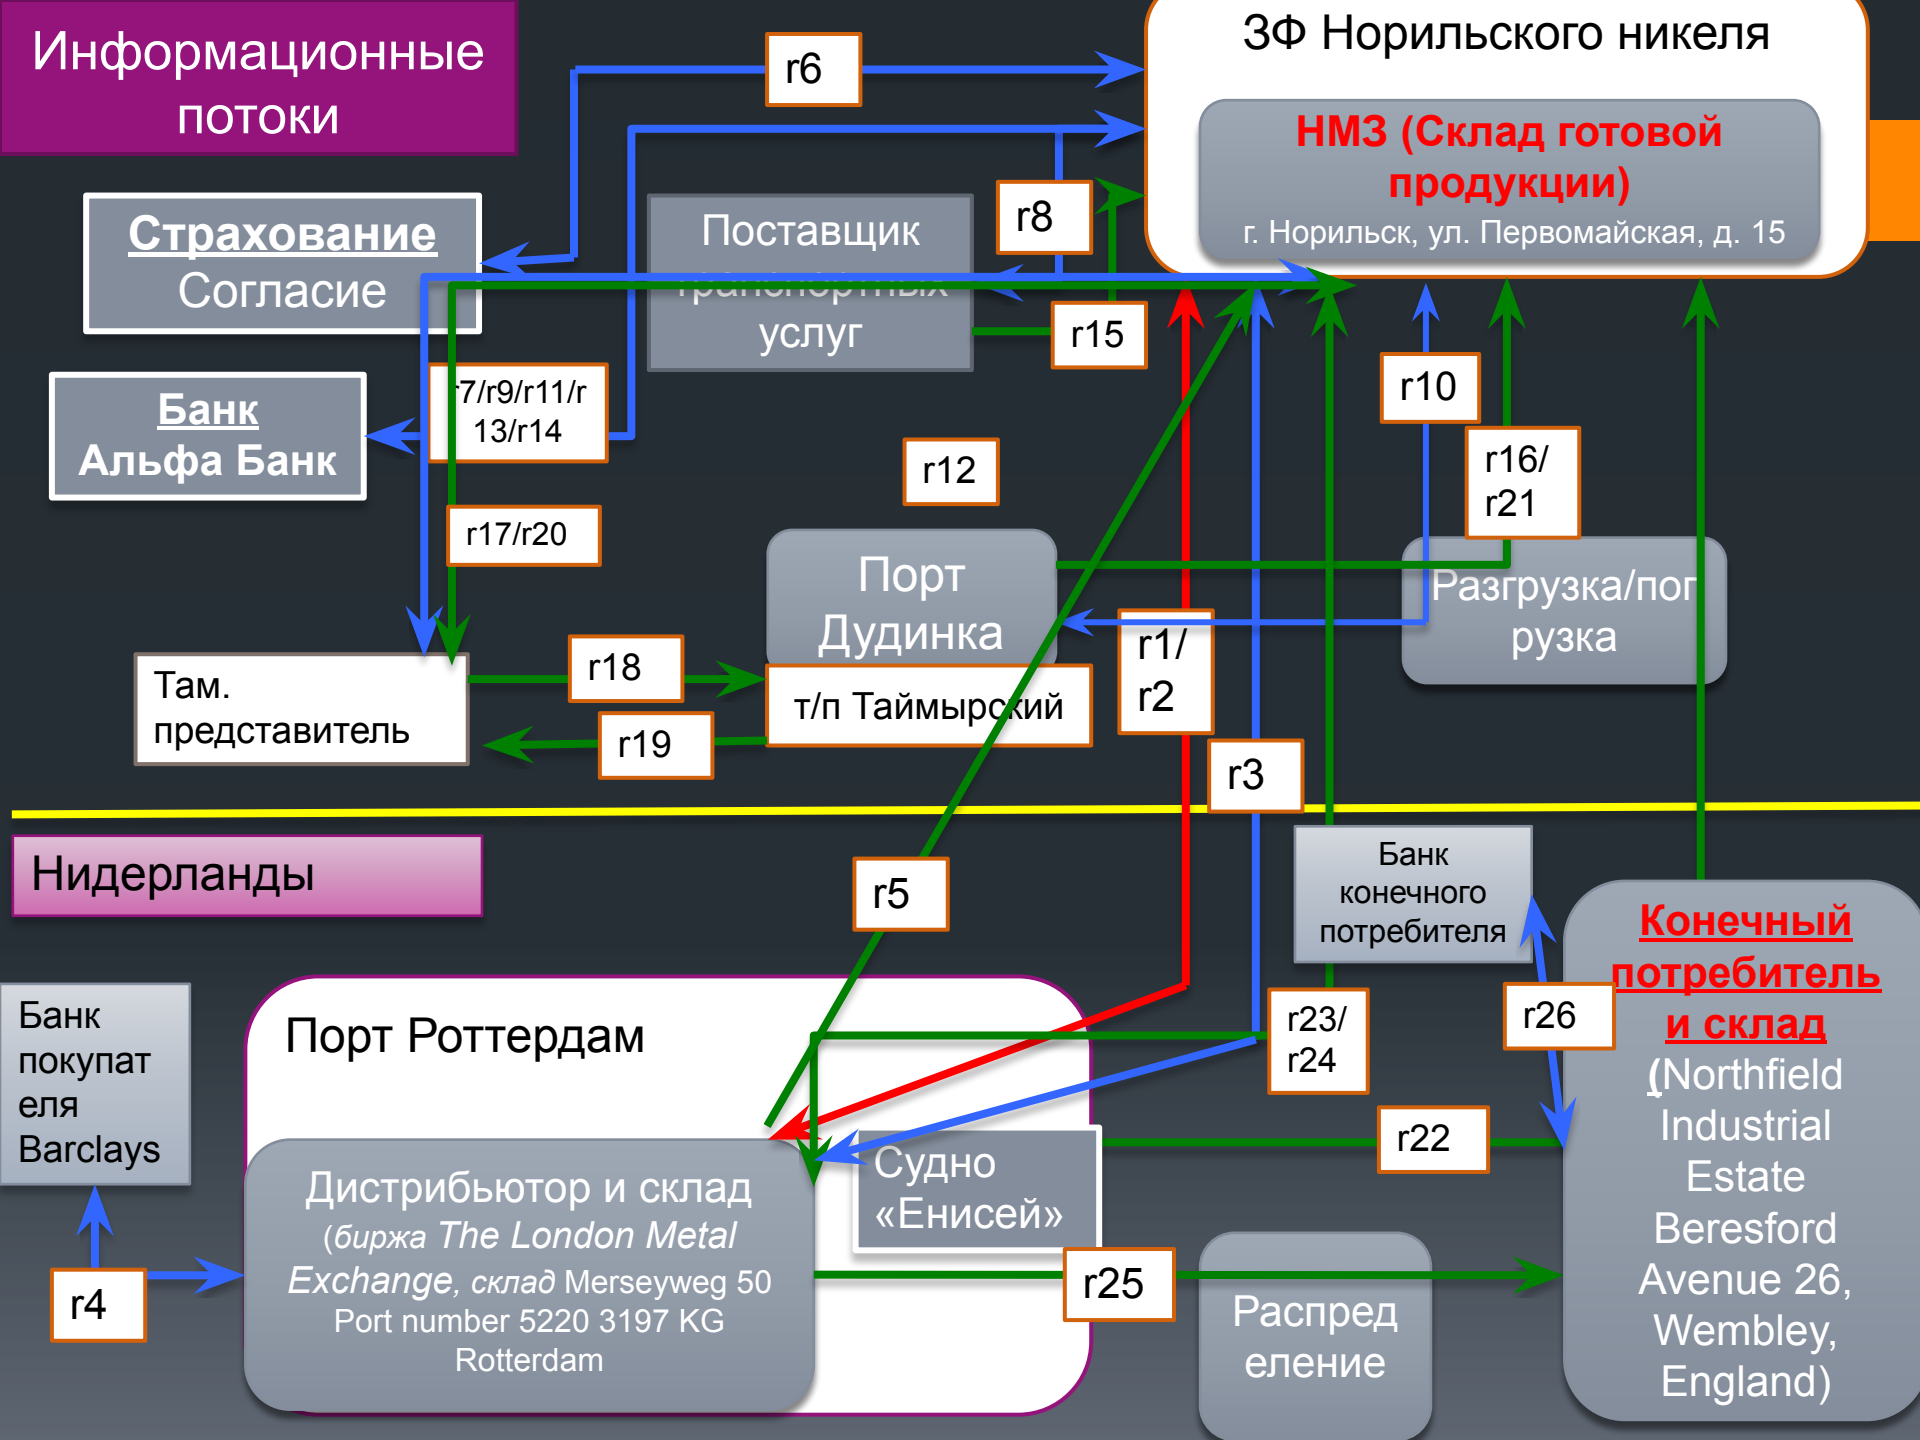 Информационные
потоки
ЗФ Норильского никеля
НМЗ (Склад готовой
продукции)
г. Норильск, ул. Первомайская, д. 15
r6
r8
Страхование
Согласие
Поставщик
транспортных
услуг
r15
Банк
Альфа Банк
r7/r9/r11/r
13/r14
r10
r12
r16/
r21
r17/r20
Порт
Дудинка
т/п Таймырский
Разгрузка/пог
рузка
r1/
r2
r18
r19
Там.
представитель
r3
Нидерланды
r5
Банк
конечного
потребителя
Конечный
потребитель
и склад
(Northfield
Industrial
Estate
Beresford
Avenue 26,
Wembley,
England)
r26
r23/
r24
r22
Банк
покупат
еля
Barclays
r4
Порт Роттердам
Дистрибьютор и склад
(биржа The London Metal
Exchange, склад Merseyweg 50
Port number 5220 3197 KG
Rotterdam
Судно
«Енисей»
r25
Распред
еление